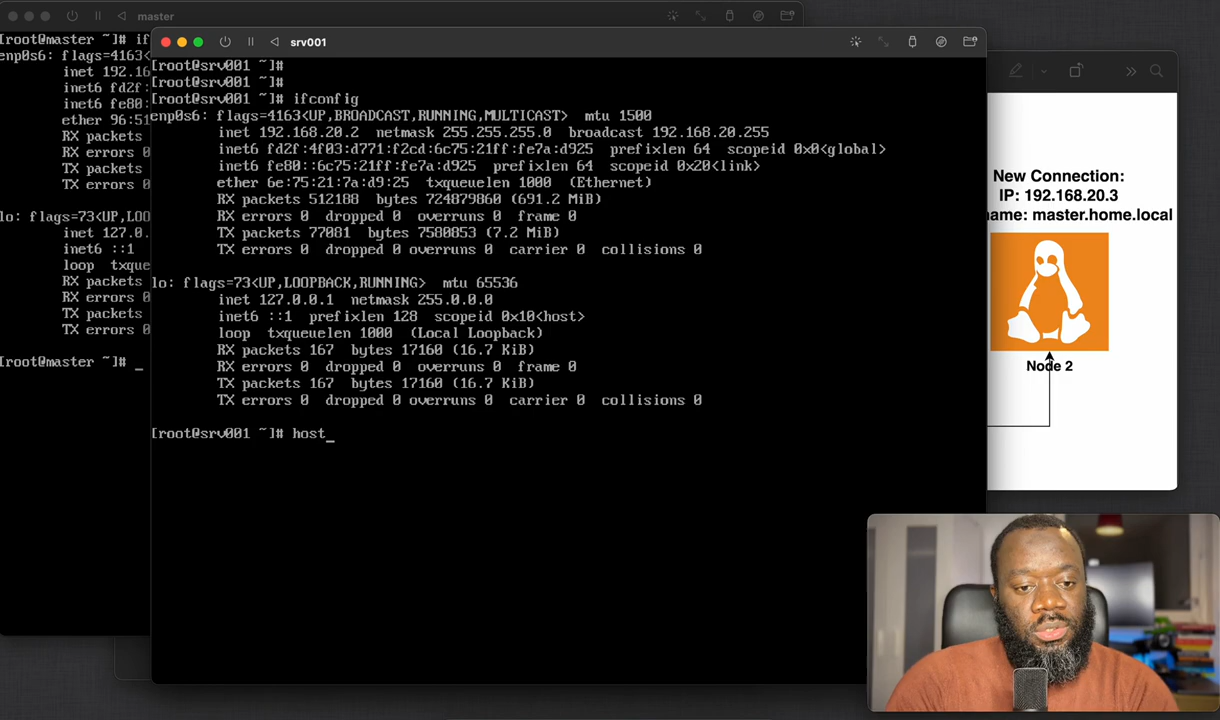 master
[root@master ~]# if
enp0s6: flags=4163<
inet 192.16
inet6 fd2f:
inet6 fe80:
ether 96:51
RX packets
RX errors 0
TX packets
TX errors 0
lo: flags=73<UP,LO
inet 127.0.
inet6 ::1
loop txque
RX packets
RX errors 0
TX packets
TX errors 0
[root@master ~]# _
srv001
[root@srv001 ~]#
[root@srv001 ~]#
[root@srv001 ~]# ifconfig
enp0s6: flags=4163<UP,BROADCAST,RUNNING,MULTICAST> mtu 1500
inet 192.168.20.2 netmask 255.255.255.0 broadcast 192.168.20.255
inet6 fd2f:4f03:d771:f2cd:6c75:21ff:fe7a:d925 prefixlen 64 scopeid 0x0<global>
inet6 fe80::6c75:21ff:fe7a:d925 prefixlen 64 scopeid 0x20<link>
ether 6e:75:21:7a:d9:25 txqueuelen 1000 (Ethernet)
RX packets 512188 bytes 724879860 (691.2 MiB)
RX errors 0 dropped 0 overruns 0 frame 0
TX packets 77081 bytes 7580853 (7.2 MiB)
TX errors 0 dropped 0 overruns 0 carrier 0 collisions 0
lo: flags=73<UP,LOOPBACK,RUNNING> mtu 65536
inet 127.0.0.1 netmask 255.0.0.0
inet6 ::1 prefixlen 128 scopeid 0x10<host>
loop txqueuelen 1000 (Local Loopback)
RX packets 167 bytes 17160 (16.7 KiB)
RX errors 0 dropped 0 overruns 0 frame 0
TX packets 167 bytes 17160 (16.7 KiB)
TX errors 0 dropped 0 overruns 0 carrier 0 collisions 0
[root@srv001 ~]# host_
New Connection:
IP: 192.168.20.3
name: master.home.local
Node 2